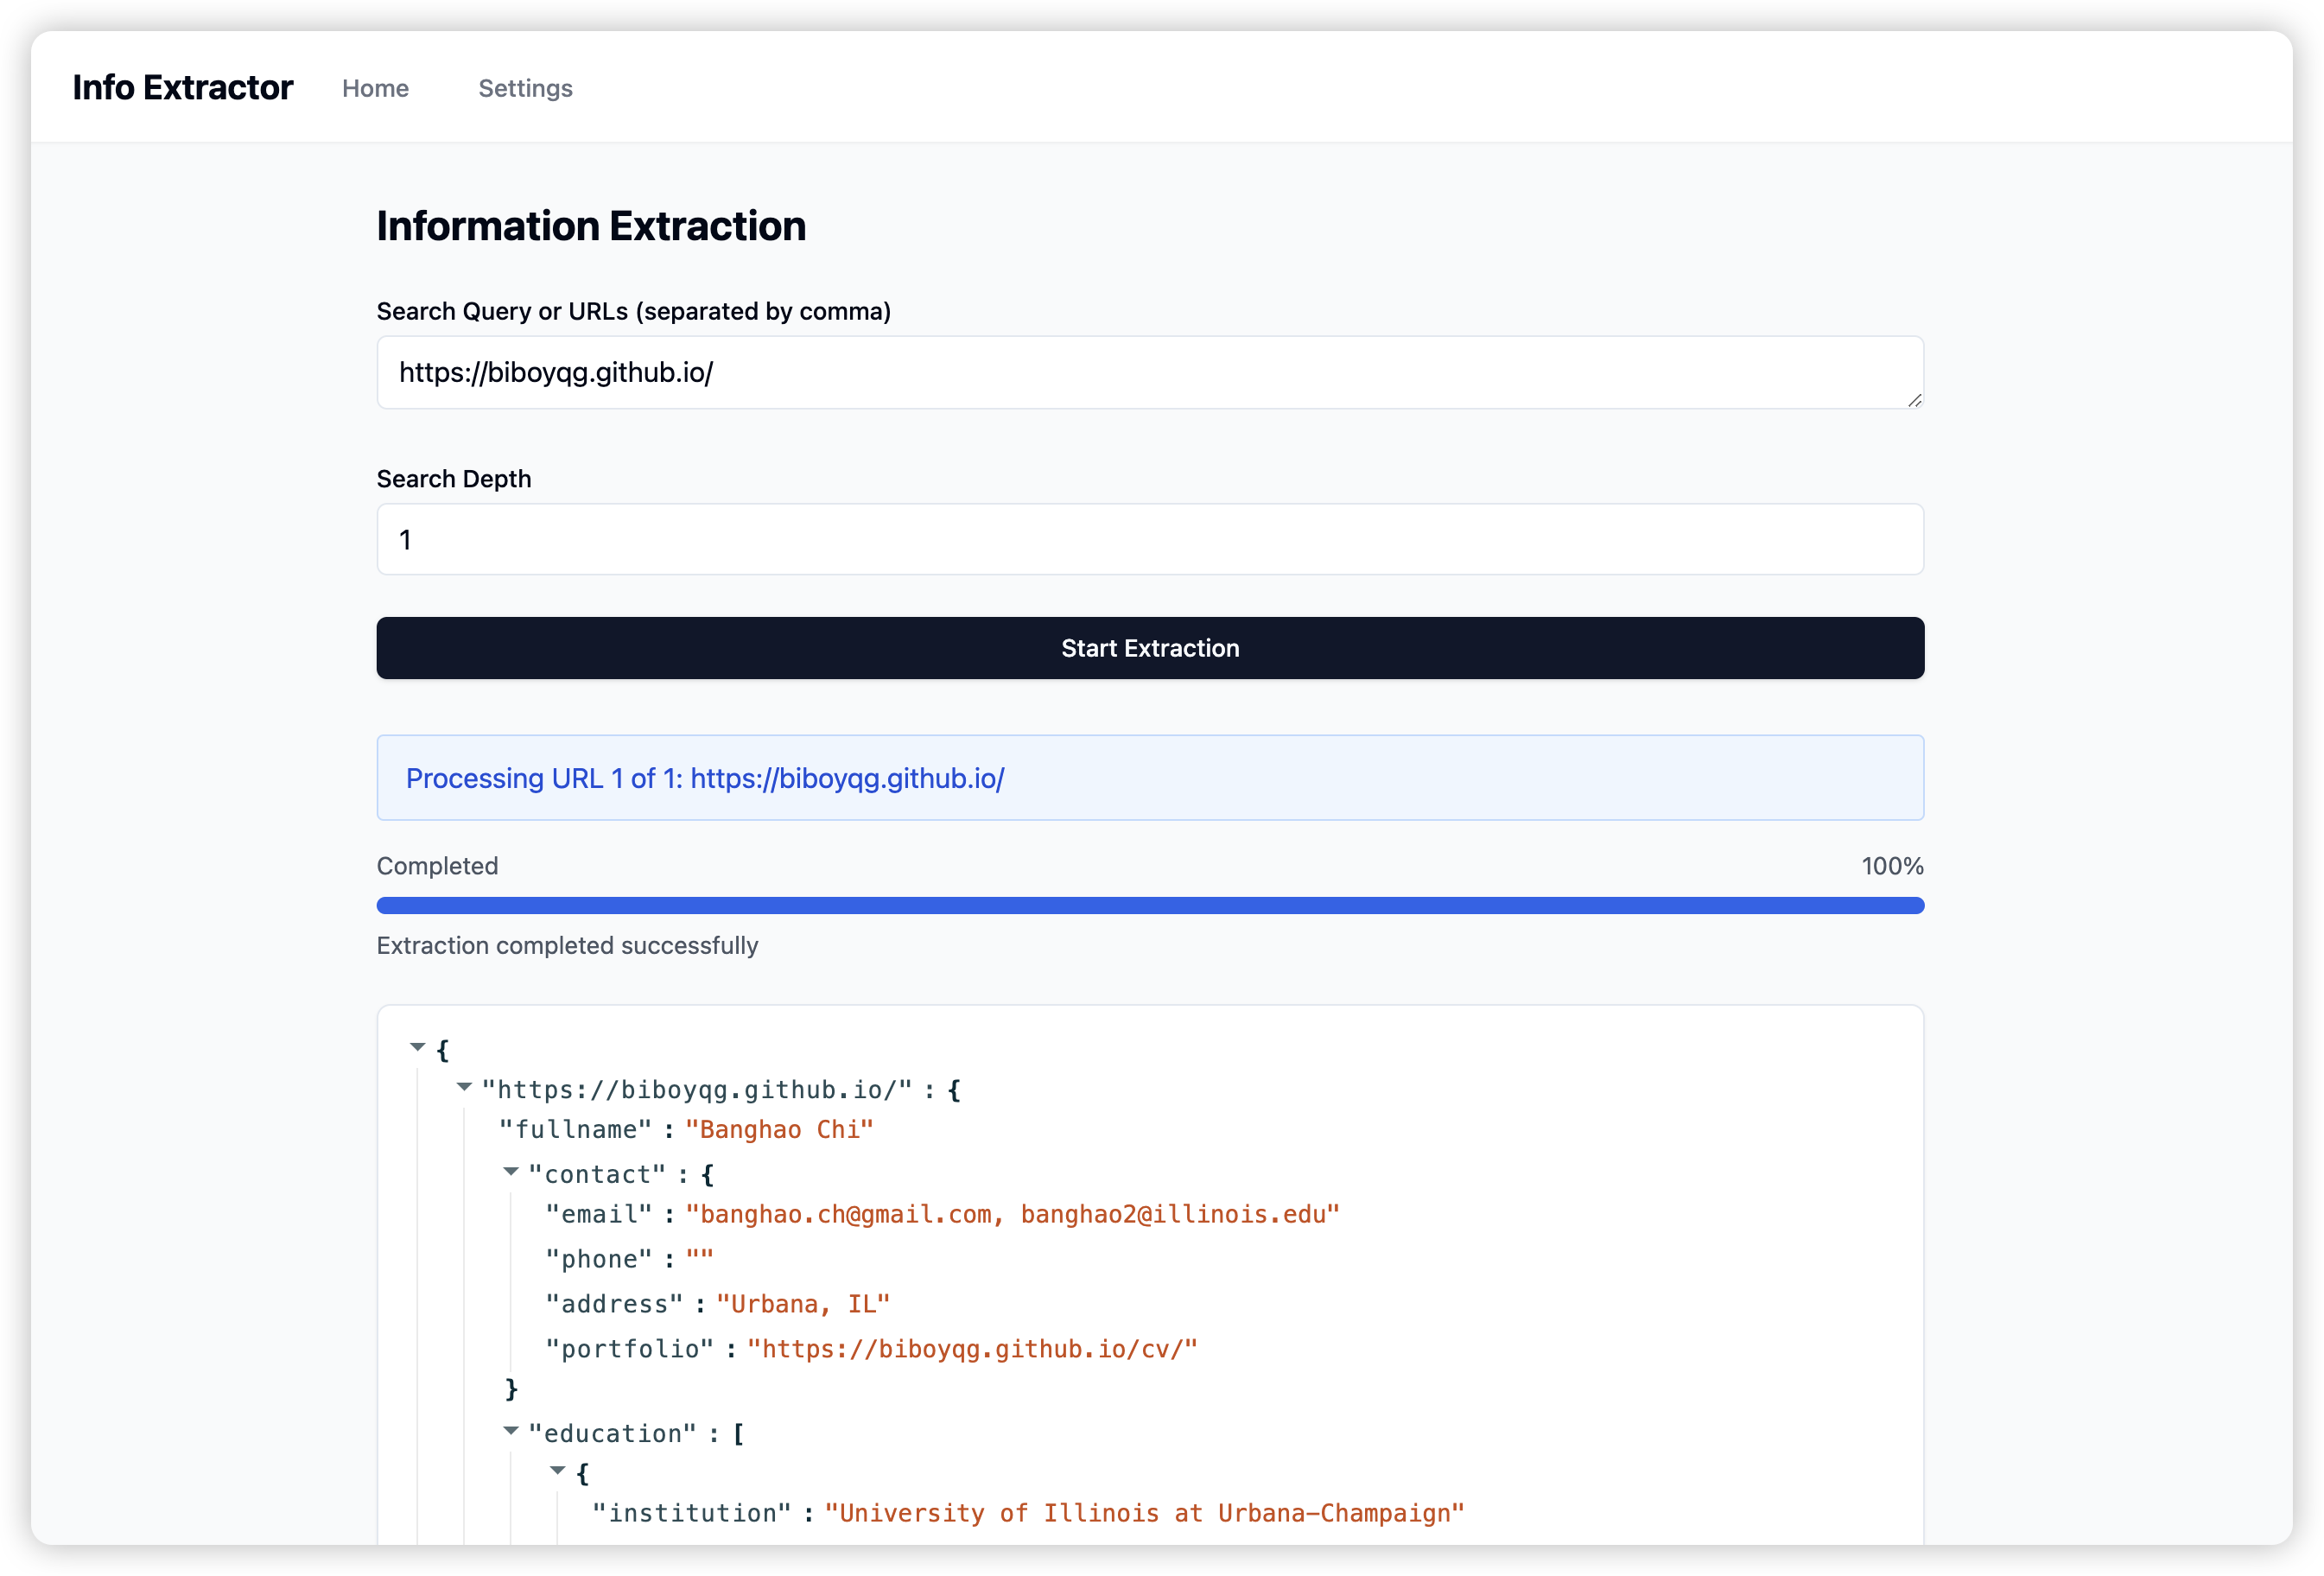 Info Extractor Home Settings
Information Extraction
Search Query or URLs (separated by comma)
https://biboyqg.github.io/
Search Depth
1
Start Extraction
Processing URL 1 of 1: https://biboyqg.github.io/
Completed 100%
Extraction completed successfully
{
"https://biboyqg.github.io/" : {
"fullname" : "Banghao Chi"
"contact" : {
"email" : "banghao.ch@gmail.com, banghao2@illinois.edu"
"phone" : ""
"address" : "Urbana, IL"
"portfolio" : "https://biboyqg.github.io/cv/"
}
"education" : [
{
"institution" : "University of Illinois at Urbana-Champaign"